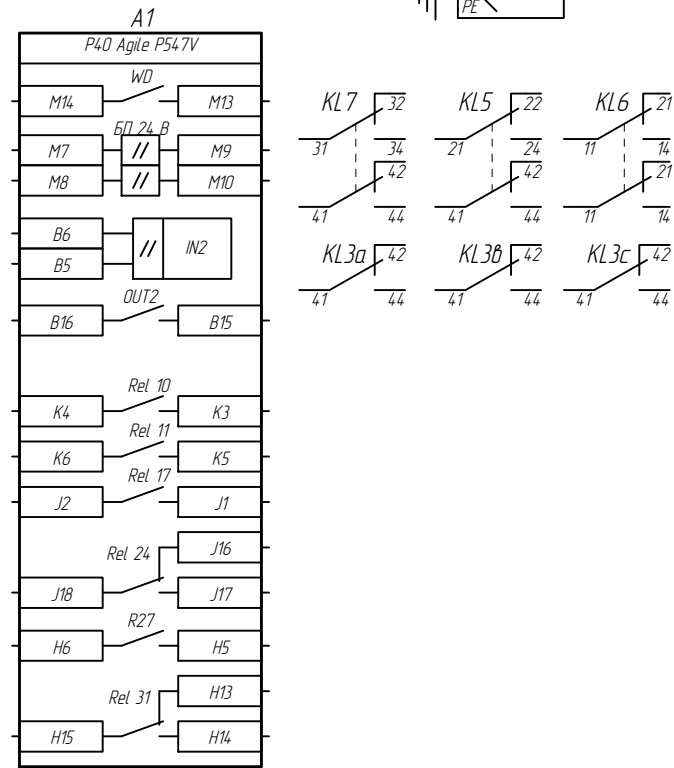 PE
A1
P40 Agile P547V
WD
M14 M13
БП 24 В
M7 // M9
M8 // M10
B6
// IN2
B5
OUT2
B16 B15
Rel 10
K4 K3
Rel 11
K6 K5
Rel 17
J2 J1
J16
Rel 24
J18 J17
R27
H6 H5
H13
Rel 31
H15 H14
KL7 32 KL5 22 KL6 21
31 34 21 24 11 14
42 42 21
41 44 41 44 11 14
KL3a 42 KL3в 42 KL3c 42
41 44 41 44 41 44